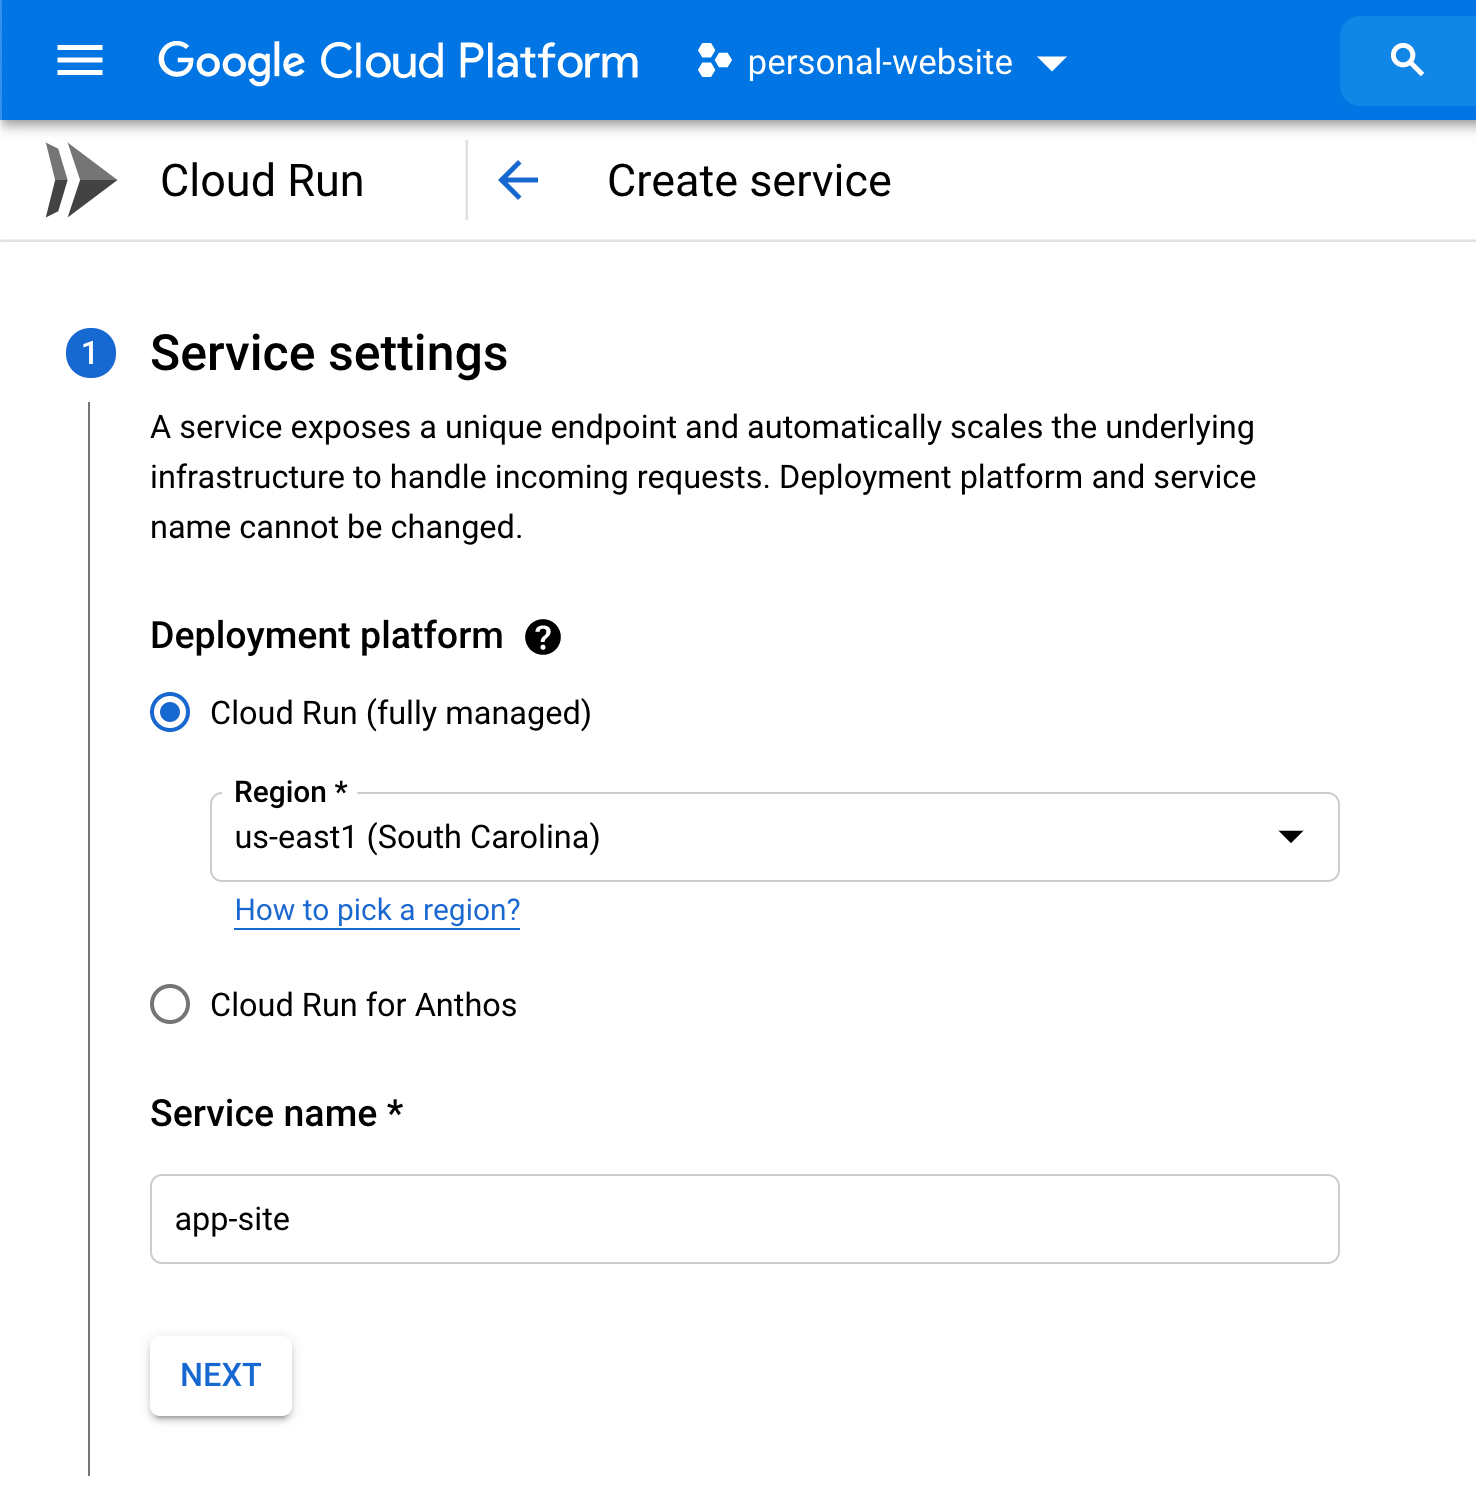 Google Cloud Platform personal-website
Cloud Run Create service
1 Service settings
A service exposes a unique endpoint and automatically scales the underlying
infrastructure to handle incoming requests. Deployment platform and service
name cannot be changed.
Deployment platform ?
Cloud Run (fully managed)
Region *
us-east1 (South Carolina)
How to pick a region?
Cloud Run for Anthos
Service name *
app-site
NEXT